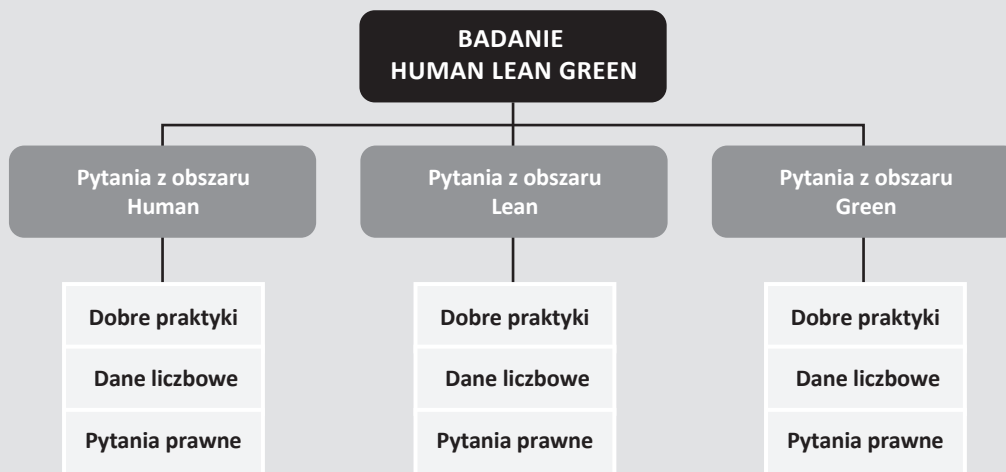 BADANIE
HUMAN LEAN GREEN
Pytania z obszaru
Human
Pytania z obszaru
Lean
Pytania z obszaru
Green
Dobre praktyki
Dane liczbowe
Pytania prawne
Dobre praktyki
Dane liczbowe
Pytania prawne
Dobre praktyki
Dane liczbowe
Pytania prawne